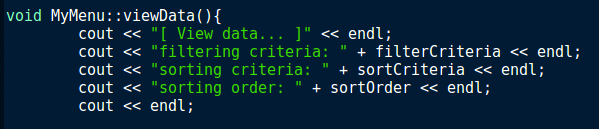 void MyMenu::viewData(){
cout << "[ View data... ]" << endl;
cout << "filtering criteria: " + filterCriteria << endl;
cout << "sorting criteria: " + sortCriteria << endl;
cout << "sorting order: " + sortOrder << endl;
cout << endl;